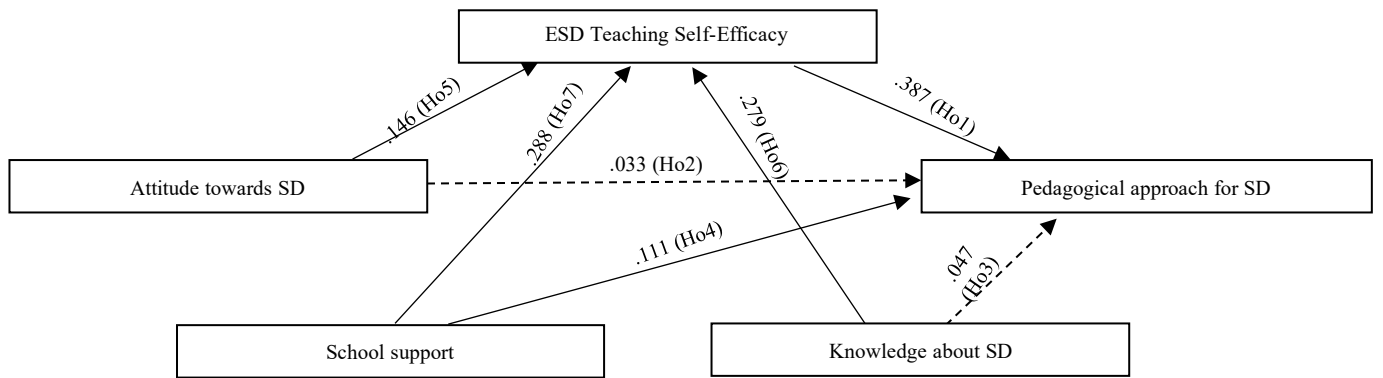 ESD Teaching Self-Efficacy
.146 (Ho5)
.288 (Ho7)
.279 (Ho6)
.387 (Ho1)
Attitude towards SD
.033 (Ho2)
Pedagogical approach for SD
.111 (Ho4)
.047
(Ho3)
School support
Knowledge about SD